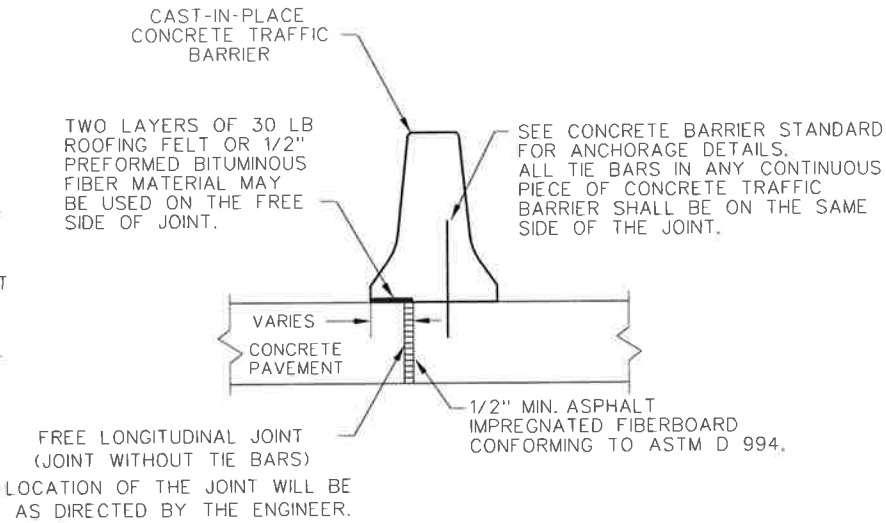 CAST-IN-PLACE
CONCRETE TRAFFIC
BARRIER
TWO LAYERS OF 30 LB
ROOFING FELT OR 1/2"
PREFORMED BITUMINOUS
FIBER MATERIAL MAY
BE USED ON THE FREE
SIDE OF JOINT.
SEE CONCRETE BARRIER STANDARD
FOR ANCHORAGE DETAILS.
ALL TIE BARS IN ANY CONTINUOUS
PIECE OF CONCRETE TRAFFIC
BARRIER SHALL BE ON THE SAME
SIDE OF THE JOINT.
T
VARIES
CONCRETE
PAVEMENT
1/2" MIN. ASPHALT
IMPREGNATED FIBERBOARD
CONFORMING TO ASTM D 994.
FREE LONGITUDINAL JOINT
(JOINT WITHOUT TIE BARS)
LOCATION OF THE JOINT WILL BE
AS DIRECTED BY THE ENGINEER.